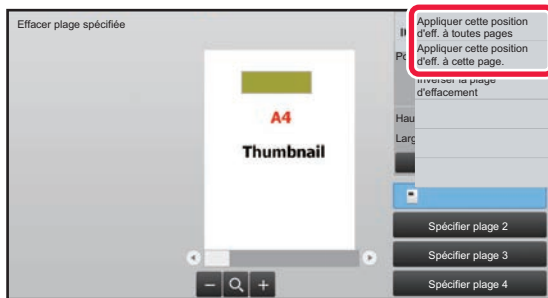 Effacer plage spécifiée
Appliquer cette position
d'eff. à toutes pages
Appliquer cette position
d'eff. à cette page.
Inverser la plage
d'effacement
A4
Thumbnail
Spécifier plage 2
Spécifier plage 3
Spécifier plage 4